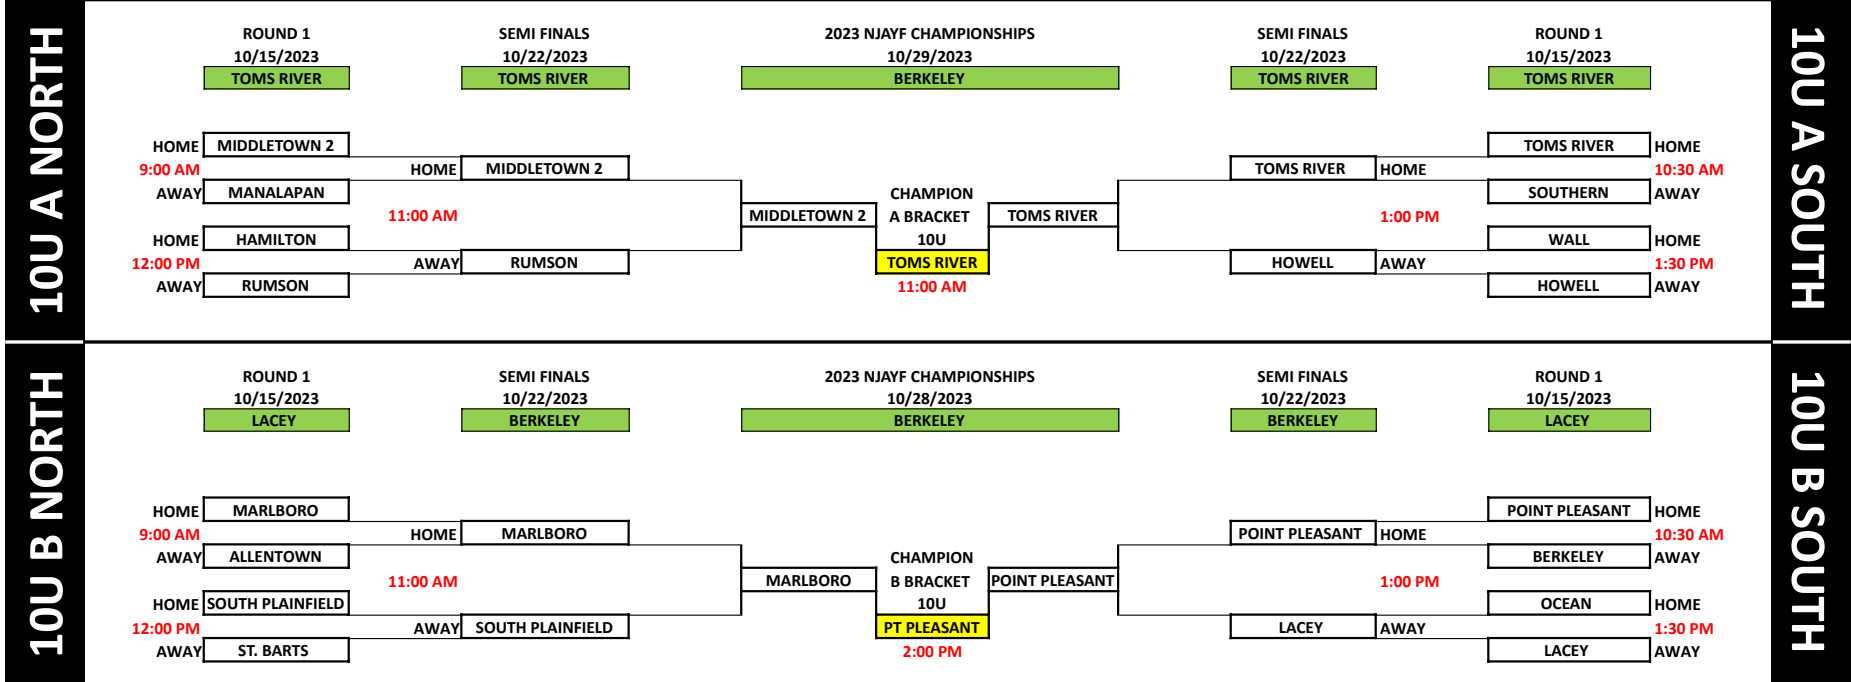 10U A NORTH
ROUND 1 SEMI FINALS 2023 NJAYF CHAMPIONSHIPS SEMI FINALS ROUND 1
10/15/2023 10/22/2023 10/29/2023 10/22/2023 10/15/2023
TOMS RIVER TOMS RIVER BERKELEY TOMS RIVER TOMS RIVER
HOME MIDDLETOWN 2 TOMS RIVER HOME
9:00 AM HOME MIDDLETOWN 2 TOMS RIVER HOME 10:30 AM
AWAY MANALAPAN CHAMPION SOUTHERN AWAY
11:00 AM MIDDLETOWN 2 A BRACKET TOMS RIVER 1:00 PM
HOME HAMILTON 10U WALL HOME
12:00 PM AWAY RUMSON TOMS RIVER HOWELL AWAY 1:30 PM
AWAY RUMSON 11:00 AM HOWELL AWAY
10U A SOUTH
10U B NORTH
ROUND 1 SEMI FINALS 2023 NJAYF CHAMPIONSHIPS SEMI FINALS ROUND 1
10/15/2023 10/22/2023 10/28/2023 10/22/2023 10/15/2023
LACEY BERKELEY BERKELEY BERKELEY LACEY
HOME MARLBORO POINT PLEASANT HOME
9:00 AM HOME MARLBORO POINT PLEASANT HOME 10:30 AM
AWAY ALLENTOWN CHAMPION BERKELEY AWAY
11:00 AM MARLBORO B BRACKET POINT PLEASANT 1:00 PM
HOME SOUTH PLAINFIELD 10U OCEAN HOME
12:00 PM AWAY SOUTH PLAINFIELD PT PLEASANT LACEY AWAY 1:30 PM
AWAY ST. BARTS 2:00 PM LACEY AWAY
10U B SOUTH